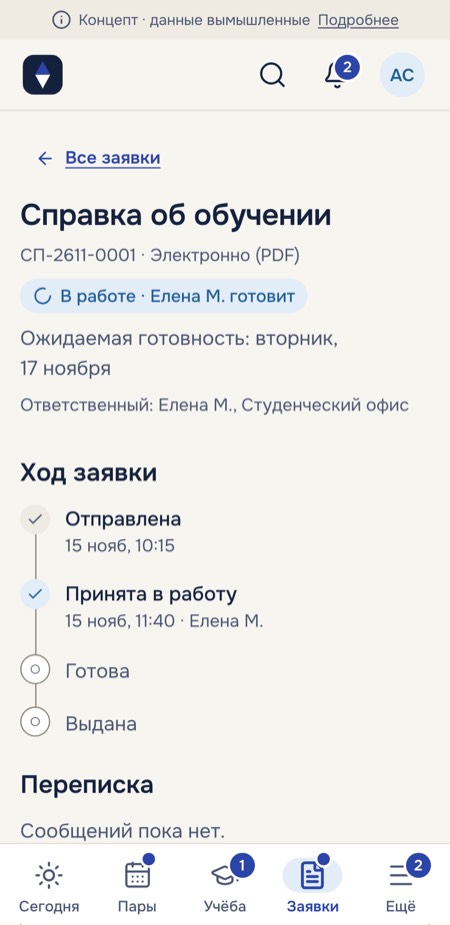 Концепт · данные вымышленные Подробнее
2
АС
Все заявки
Справка об обучении
СП-2611-0001 · Электронно (PDF)
В работе · Елена М. готовит
Ожидаемая готовность: вторник,
17 ноября
Ответственный: Елена М., Студенческий офис
Ход заявки
Отправлена
15 нояб, 10:15
Принята в работу
15 нояб, 11:40 · Елена М.
Готова
Выдана
Переписка
Сообщений пока нет.
1
2
Сегодня
Пары
Учёба
Заявки
Ещё